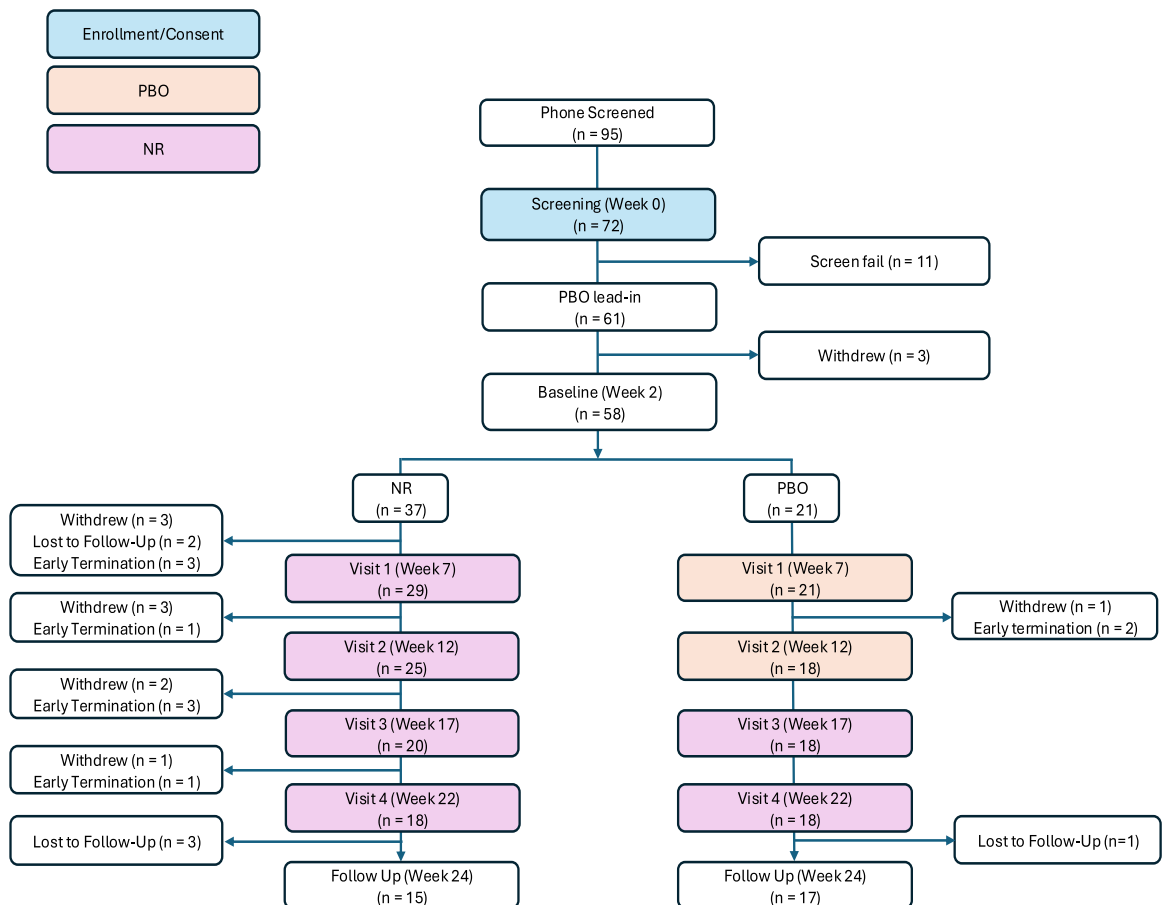 Enrollment/Consent
PBO
NR
Phone Screened
(n = 95)
Screening (Week 0)
(n = 72)
Screen fail (n = 11)
PBO lead-in
(n = 61)
Withdrew (n = 3)
Baseline (Week 2)
(n = 58)
NR
(n = 37)
PBO
(n = 21)
Withdrew (n = 3)
Lost to Follow-Up (n = 2)
Early Termination (n = 3)
Visit 1 (Week 7)
(n = 29)
Visit 1 (Week 7)
(n = 21)
Withdrew (n = 3)
Early Termination (n = 1)
Withdrew (n = 1)
Early termination (n = 2)
Visit 2 (Week 12)
(n = 25)
Visit 2 (Week 12)
(n = 18)
Withdrew (n = 2)
Early Termination (n = 3)
Visit 3 (Week 17)
(n = 20)
Visit 3 (Week 17)
(n = 18)
Withdrew (n = 1)
Early Termination (n = 1)
Visit 4 (Week 22)
(n = 18)
Visit 4 (Week 22)
(n = 18)
Lost to Follow-Up (n = 3)
Lost to Follow-Up (n=1)
Follow Up (Week 24)
(n = 15)
Follow Up (Week 24)
(n = 17)